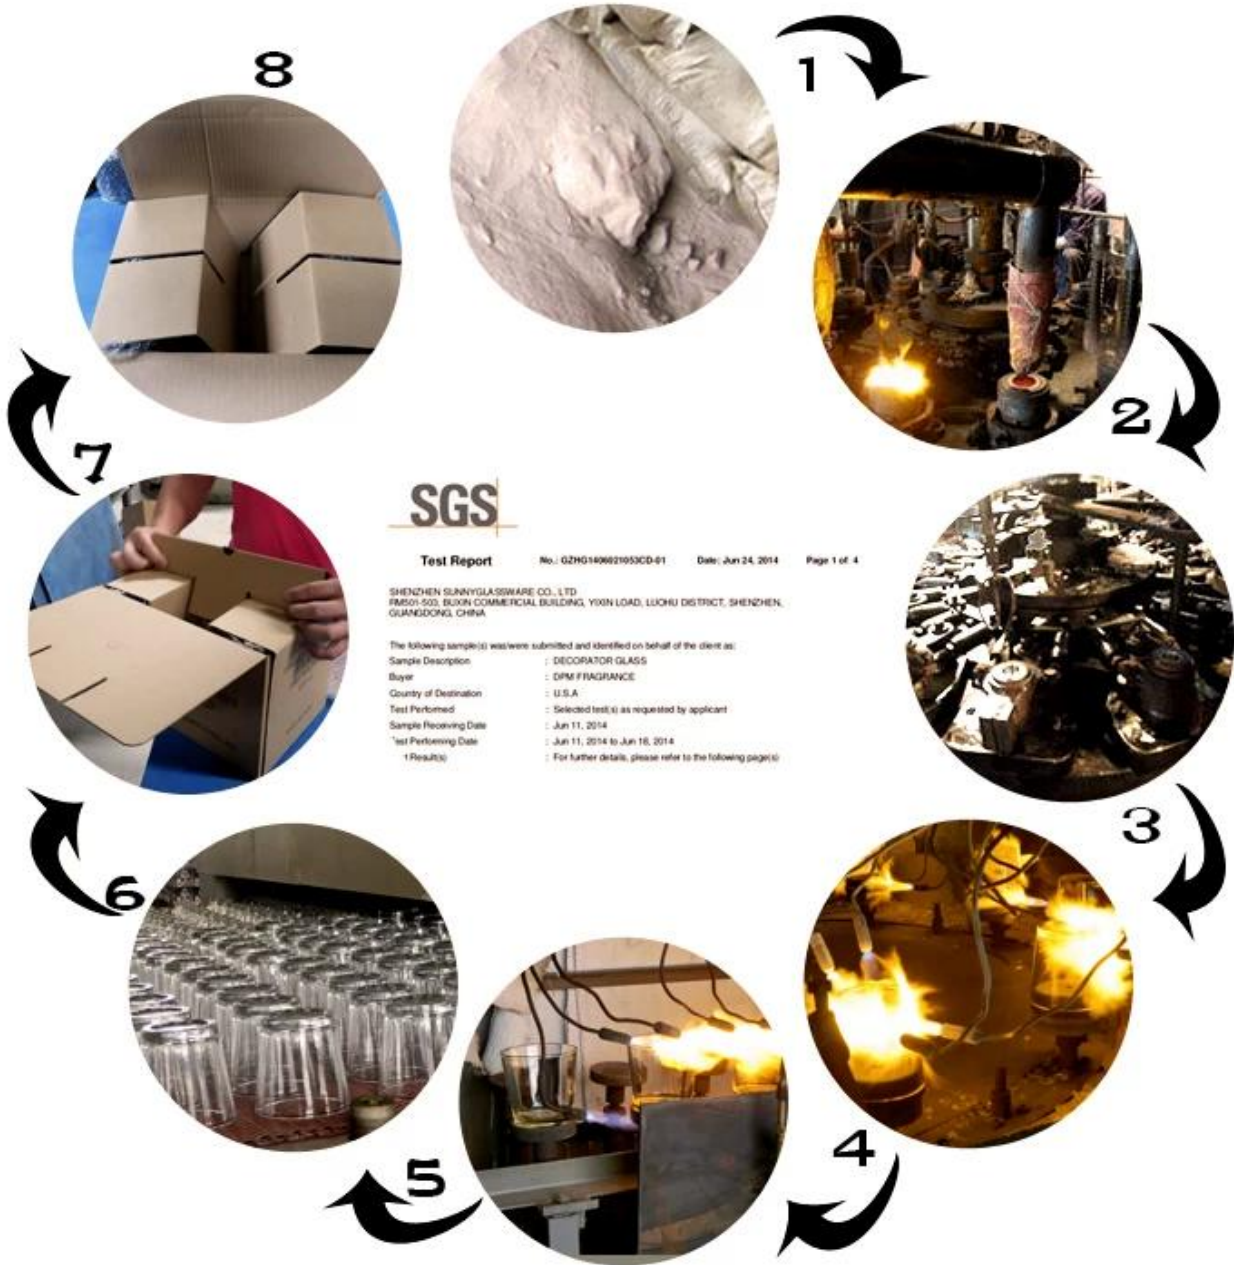 8
1
2
7
SGS
Test Report No.: GZHG1406021053CD-01 Date: Jun 24, 2014 Page 1 of 4
SHENZHEN SUNNYGLASSWARE CO., LTD
RM501-503, BUXIN COMMERCIAL BUILDING, YIXIN LOAD, LUOHU DISTRICT, SHENZHEN,
GUANGDONG, CHINA
The following sample(s) was/were submitted and identified on behalf of the client as:
Sample Description : DECORATOR GLASS
Buyer : DPM FRAGRANCE
Country of Destination : U.S.A
Test Performed : Selected test(s) as requested by applicant
Sample Receiving Date : Jun 11, 2014
Test Performing Date : Jun 11, 2014 to Jun 18, 2014
t Result(s) : For further details, please refer to the following page(s)
3
6
4
5